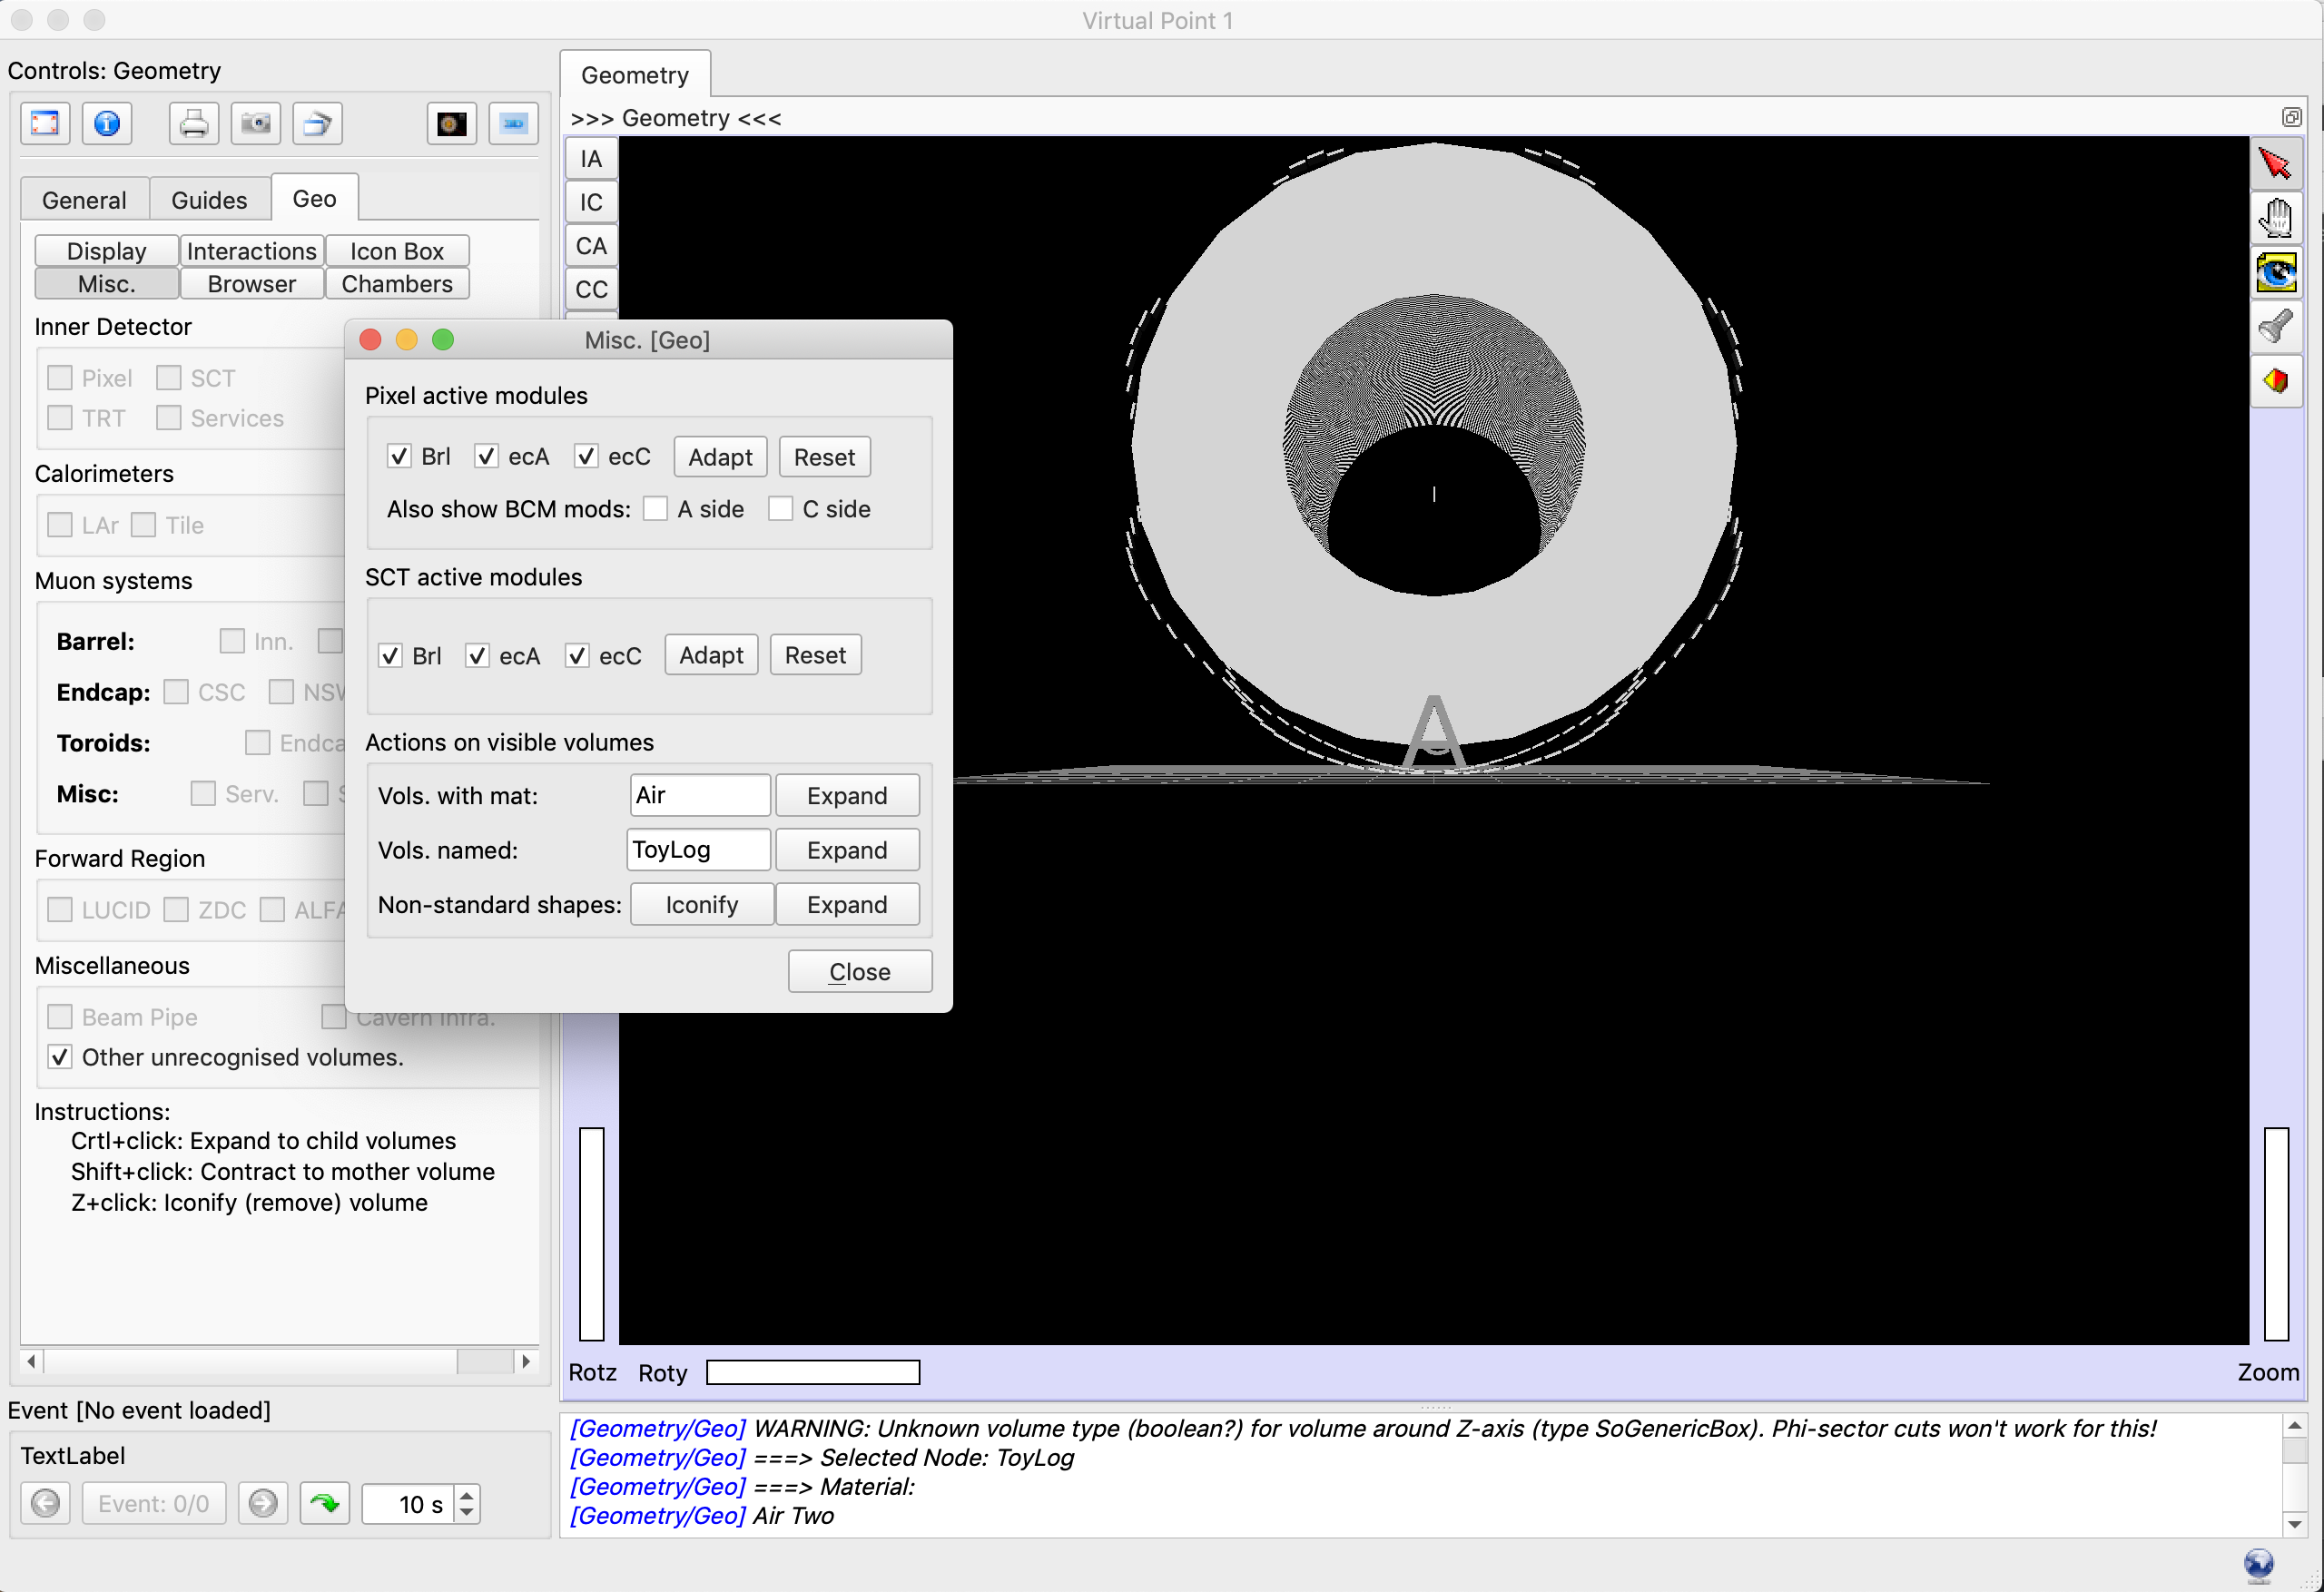 Virtual Point 1
Controls: Geometry
General Guides Geo
Display Interactions Icon Box
Misc. Browser Chambers
Inner Detector
Pixel SCT
TRT Services
Calorimeters
LAr Tile
Muon systems
Barrel: Inn.
Endcap: CSC
Toroids:
Misc: Serv.
Forward Region
LUCID ZDC
Miscellaneous
Beam Pipe Cavern Infra.
Other unrecognised volumes.
Instructions:
Crtl+click: Expand to child volumes
Shift+click: Contract to mother volume
Z+click: Iconify (remove) volume
Event [No event loaded]
TextLabel
Event: 0/0 10 s
Misc. [Geo]
Pixel active modules
Brl ecA ecC Adapt Reset
Also show BCM mods: A side C side
SCT active modules
Brl ecA ecC Adapt Reset
Actions on visible volumes
Vols. with mat: Air Expand
Vols. named: ToyLog Expand
Non-standard shapes: Iconify Expand
Close
Geometry
>>> Geometry <<<
IA
IC
CA
CC
A
Rotz Roty Zoom
[Geometry/Geo] WARNING: Unknown volume type (boolean?) for volume around Z-axis (type SoGenericBox). Phi-sector cuts won't work for this!
[Geometry/Geo] ===> Selected Node: ToyLog
[Geometry/Geo] ===> Material:
[Geometry/Geo] Air Two